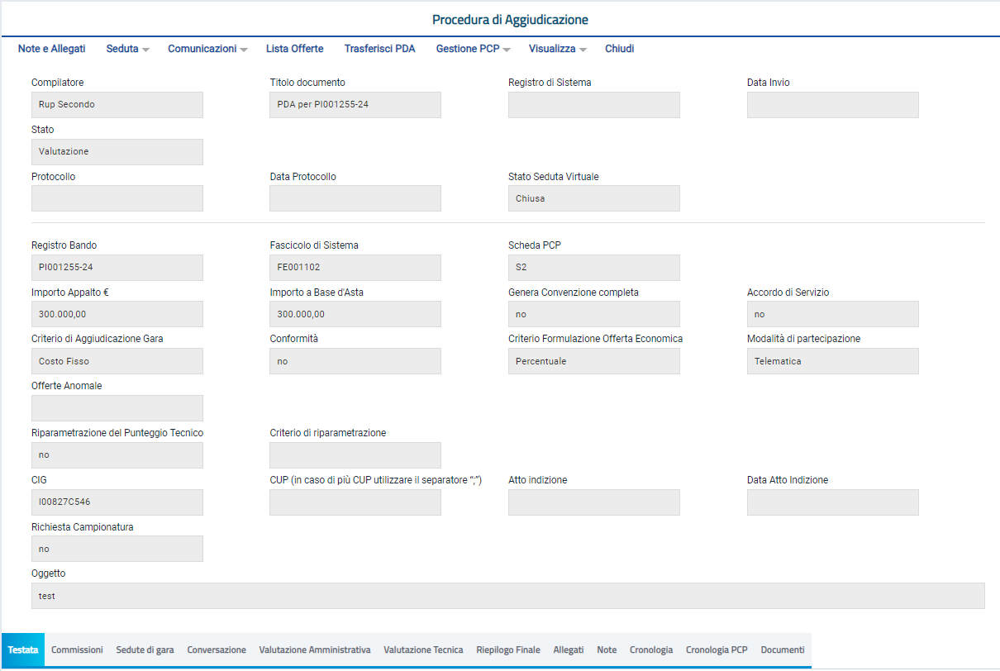 Procedura di Aggiudicazione
Note e Allegati Seduta Comunicazioni Lista Offerte Trasferisci PDA Gestione PCP Visualizza Chiudi
Compilatore Titolo documento Registro di Sistema Data Invio
Rup Secondo PDA per PI001255-24
Stato
Valutazione
Protocollo Data Protocollo Stato Seduta Virtuale
Chiusa
Registro Bando Fascicolo di Sistema Scheda PCP
PI001255-24 FE001102 S2
Importo Appalto € Importo a Base d'Asta Genera Convenzione completa Accordo di Servizio
300.000,00 300.000,00 no no
Criterio di Aggiudicazione Gara Conformità Criterio Formulazione Offerta Economica Modalità di partecipazione
Costo Fisso no Percentuale Telematica
Offerte Anomale
Riparametrazione del Punteggio Tecnico Criterio di riparametrazione
no
CIG CUP (in caso di più CUP utilizzare il separatore “;”) Atto indizione Data Atto Indizione
I00827C546
Richiesta Campionatura
no
Oggetto
test
Testata Commissioni Sedute di gara Conversazione Valutazione Amministrativa Valutazione Tecnica Riepilogo Finale Allegati Note Cronologia Cronologia PCP Documenti